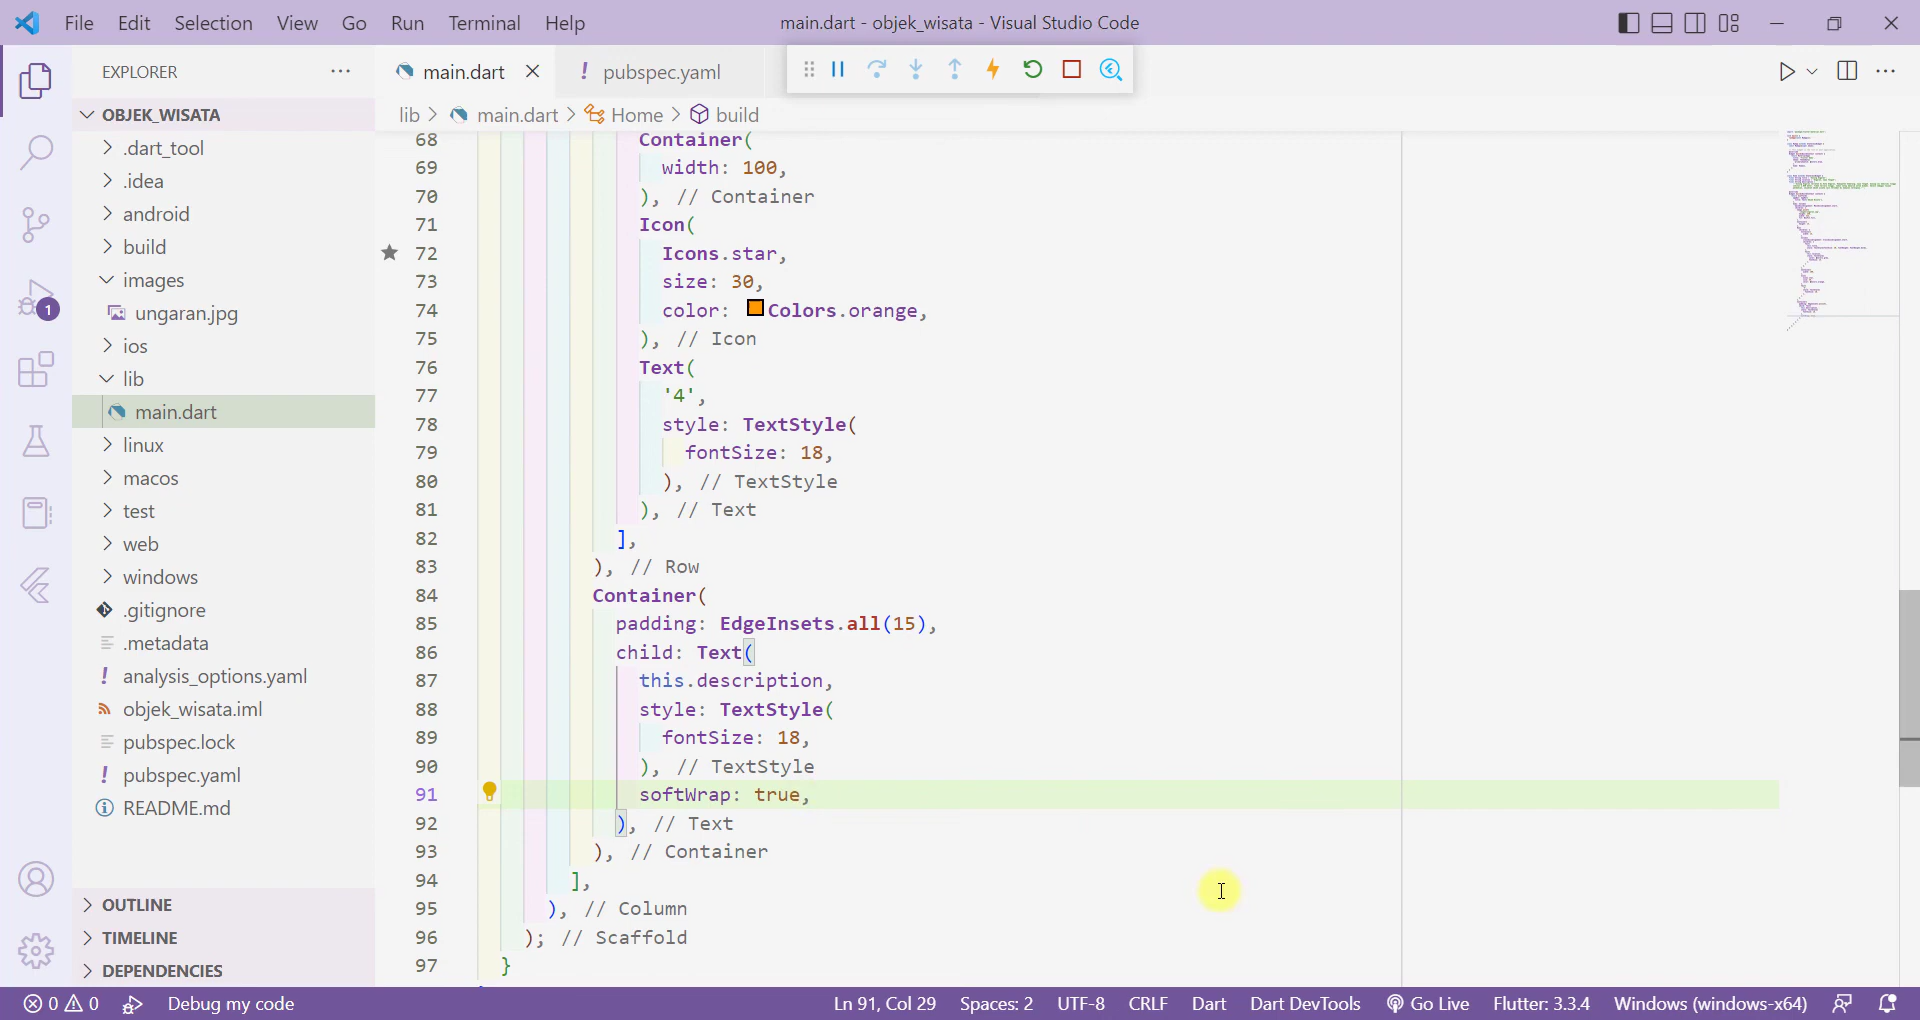 File Edit Selection View Go Run Terminal Help
main.dart - objek_wisata - Visual Studio Code
EXPLORER
main.dart
! pubspec.yaml
OBJEK_WISATA
lib > main.dart > Home > build
.dart_tool
.idea
android
build
images
ungaran.jpg
ios
lib
main.dart
linux
macos
test
web
windows
.gitignore
.metadata
! analysis_options.yaml
objek_wisata.iml
pubspec.lock
! pubspec.yaml
README.md
OUTLINE
TIMELINE
DEPENDENCIES
1
68 Container(
69 width: 100,
70 ), // Container
71 Icon(
72 Icons.star,
73 size: 30,
74 color: Colors.orange,
75 ), // Icon
76 Text(
77 '4',
78 style: TextStyle(
79 fontSize: 18,
80 ), // TextStyle
81 ), // Text
82 ],
83 ), // Row
84 Container(
85 padding: EdgeInsets.all(15),
86 child: Text(
87 this.description,
88 style: TextStyle(
89 fontSize: 18,
90 ), // TextStyle
91 softWrap: true,
92 ), // Text
93 ), // Container
94 ],
95 ), // Column
96 ); // Scaffold
97 }
0 0 Debug my code Ln 91, Col 29 Spaces: 2 UTF-8 CRLF Dart Dart DevTools Go Live Flutter: 3.3.4 Windows (windows-x64)